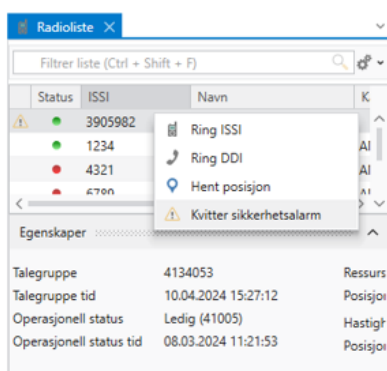 Radioliste
Filtrer liste (Ctrl + Shift + F)
Status ISSI Navn K
3905982
1234 Al
4321 Al
6789
Ring ISSI
Ring DDI
Hent posisjon
Kvitter sikkerhetsalarm
Egenskaper
Talegruppe 4134053 Ressurs
Talegruppe tid 10.04.2024 15:27:12 Posisjo
Operasjonell status Ledig (41005) Hastigh
Operasjonell status tid 08.03.2024 11:21:53 Posisjo